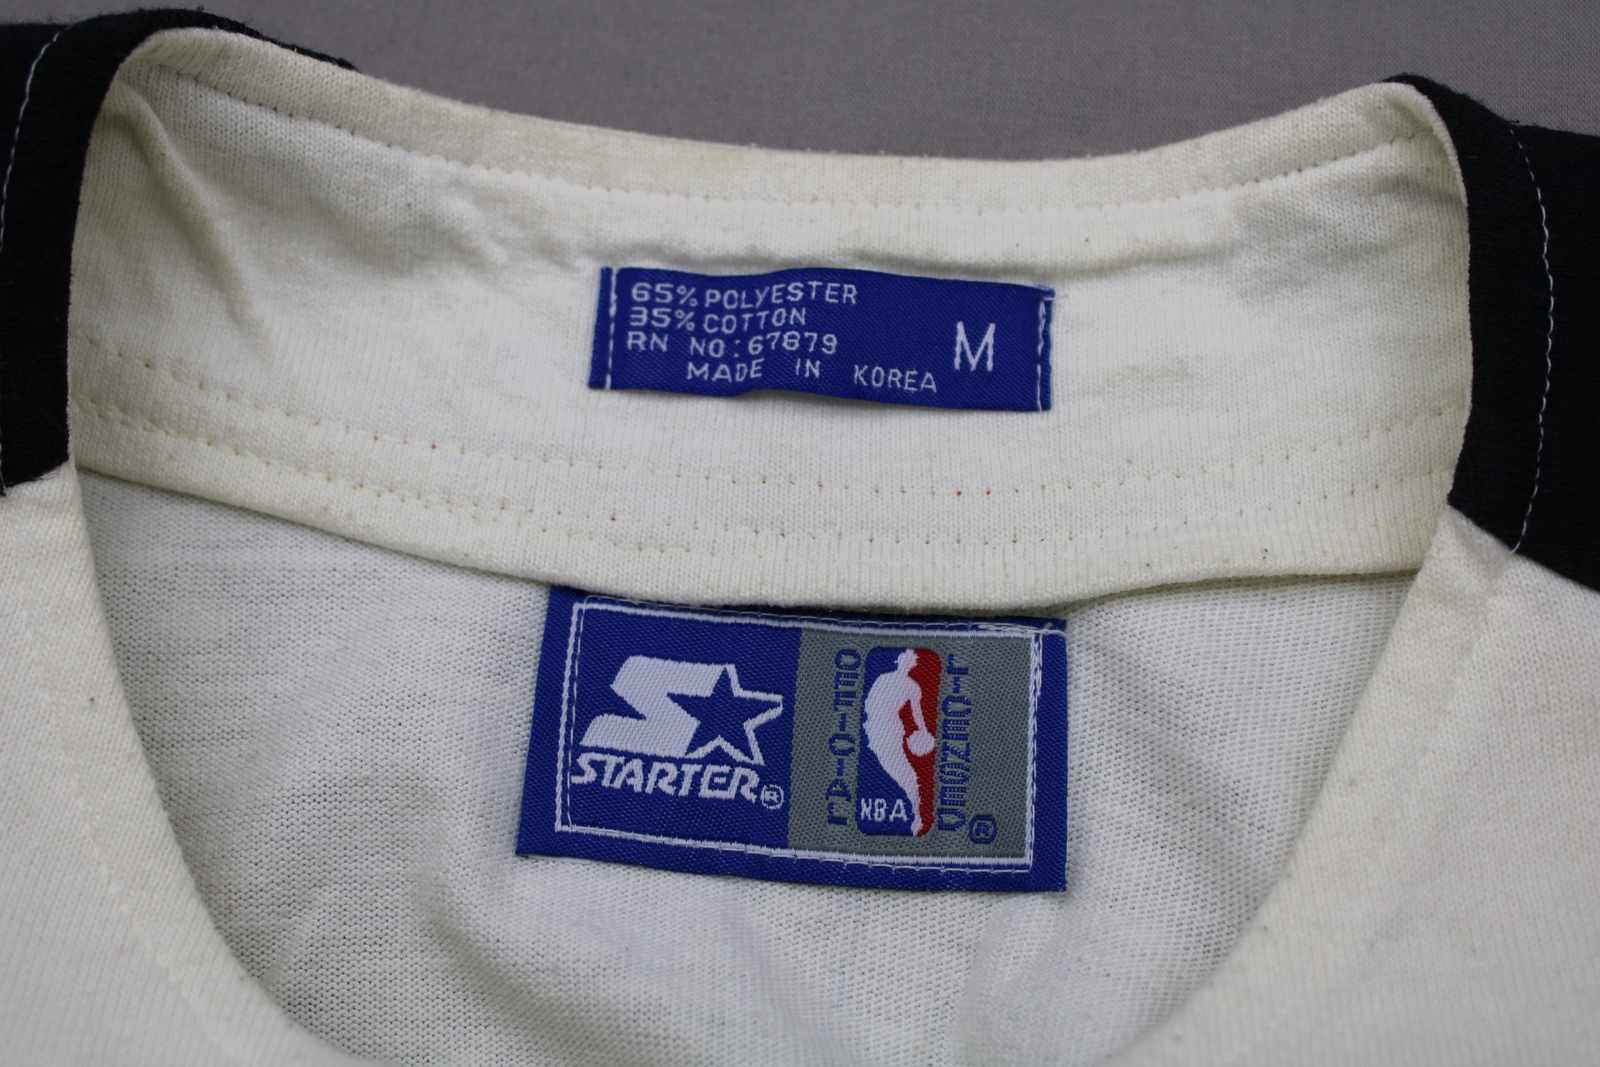 65% POLYESTER
35% COTTON
RN NO: 67879
MADE IN KOREA
M
STARTER®
OFFICIAL
NBA
LICENSED
®